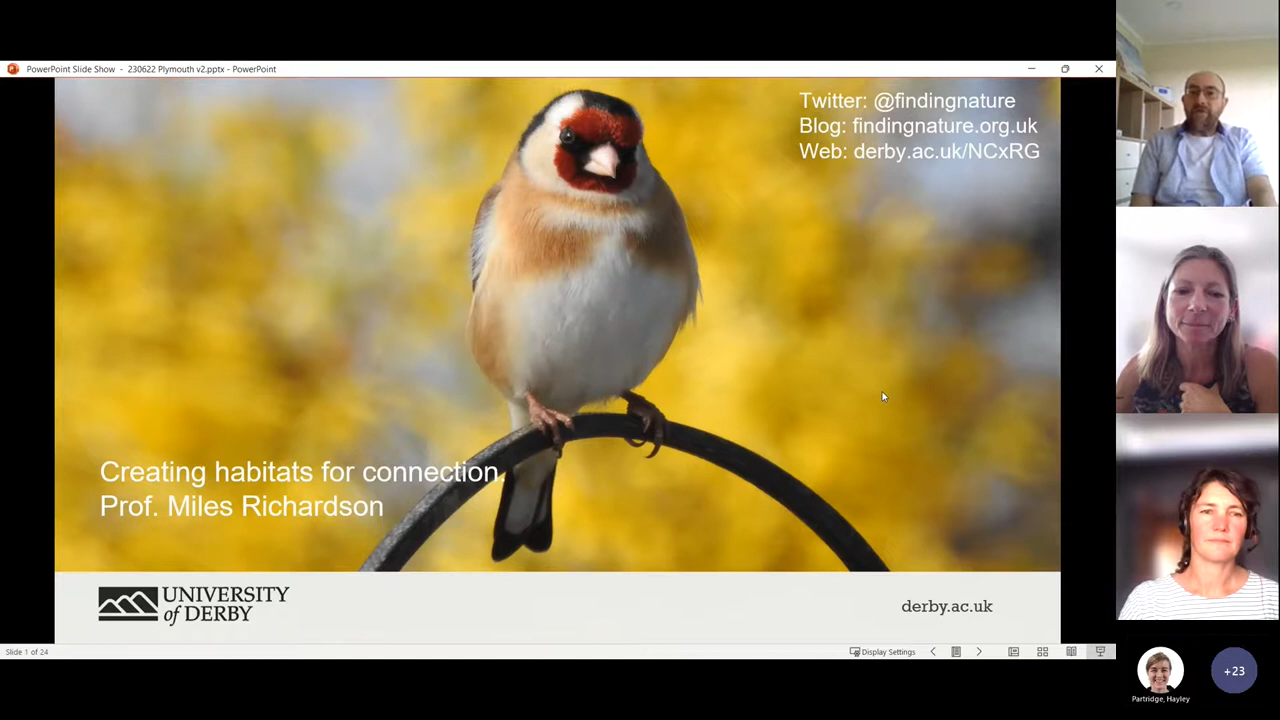 PowerPoint Slide Show - 230622 Plymouth v2.pptx - PowerPoint
Twitter: @findingnature
Blog: findingnature.org.uk
Web: derby.ac.uk/NCxRG
Creating habitats for connection.
Prof. Miles Richardson
UNIVERSITY
of DERBY
derby.ac.uk
Slide 1 of 24
Display Settings
+23
Partridge, Hayley